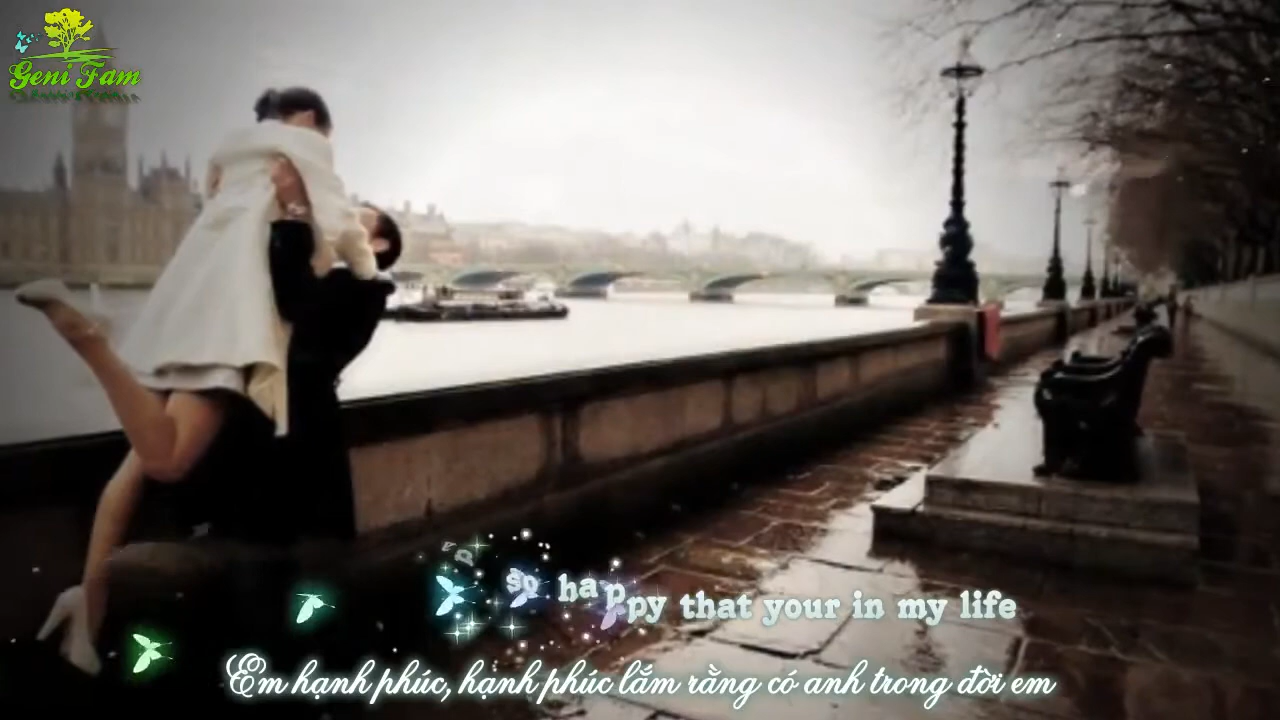 Geni Fam
so happy that your in my life
Em hạnh phúc, hạnh phúc lắm rằng có anh trong đời em